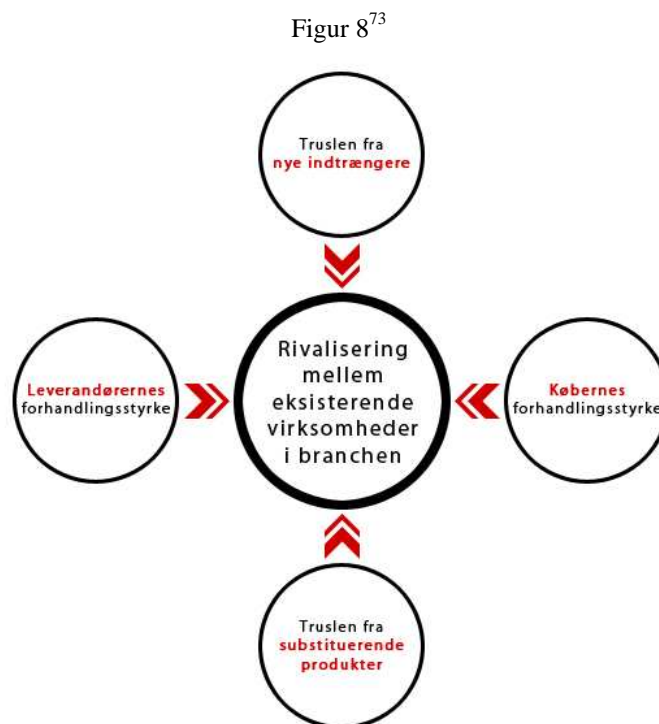 Figur 8⁷³
Truslen fra
nye indtrængere
Leverandørernes
forhandlingsstyrke
Rivalisering
mellem
eksisterende
virksomheder
i branchen
Købernes
forhandlingsstyrke
Truslen fra
substituerende
produkter